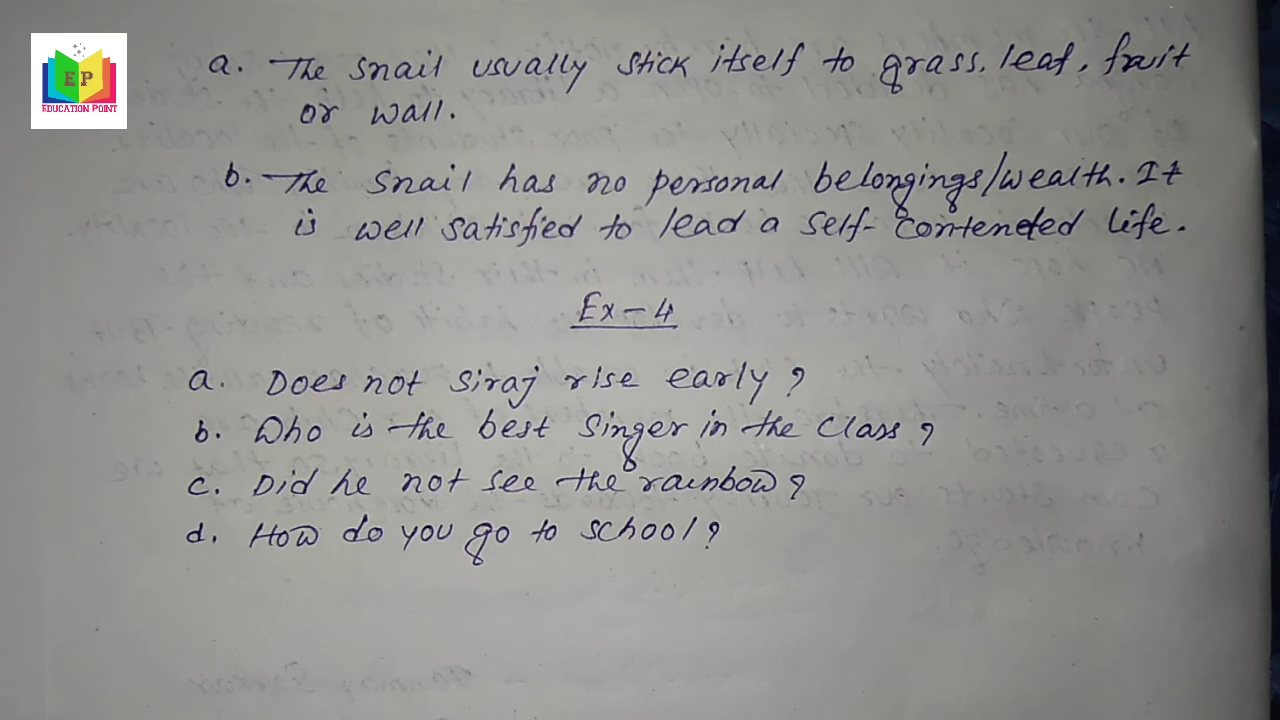 EP
EDUCATION POINT
a. The snail usually stick itself to grass, leaf, fruit
or wall.
b. The snail has no personal belongings/wealth. It
is well satisfied to lead a self-contended life.
Ex-4
a. Does not Siraj rise early?
b. Who is the best singer in the class?
c. Did he not see the rainbow?
d. How do you go to school?